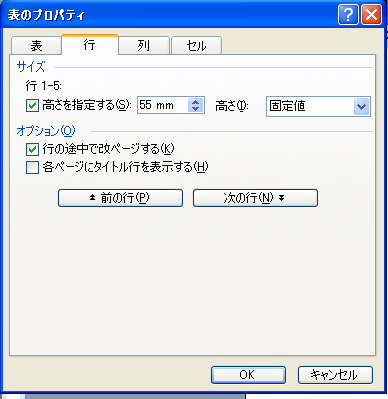 表のプロパティ
表 行 列 セル
サイズ
行 1-5:
高さを指定する(S): 55 mm 高さ(I): 固定値
オプション(O)
行の途中で改ページする(K)
各ページにタイトル行を表示する(H)
前の行(P) 次の行(N)
OK キャンセル